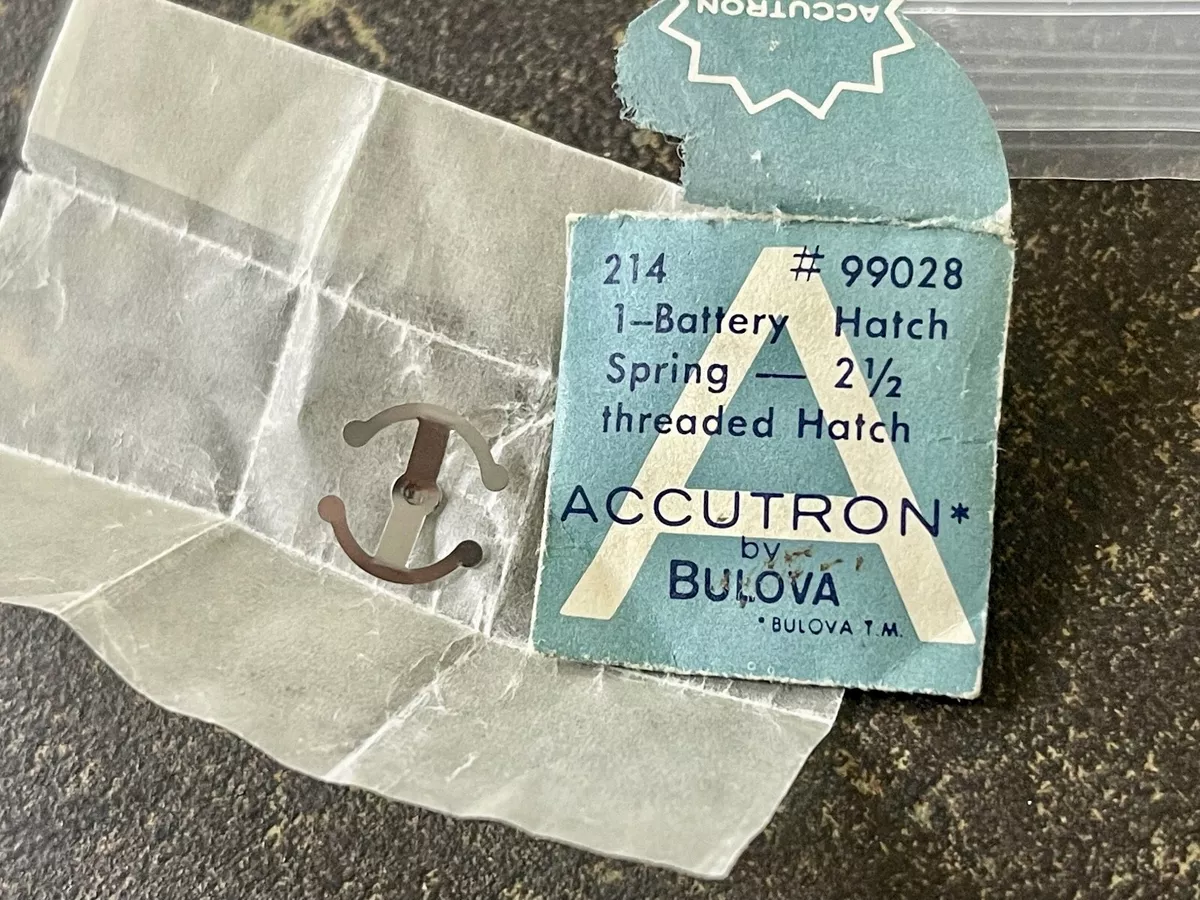 ACCUTRON
214 # 99028
1-Battery Hatch
Spring — 2½
threaded Hatch
ACCUTRON*
by
BULOVA
*BULOVA T.M.